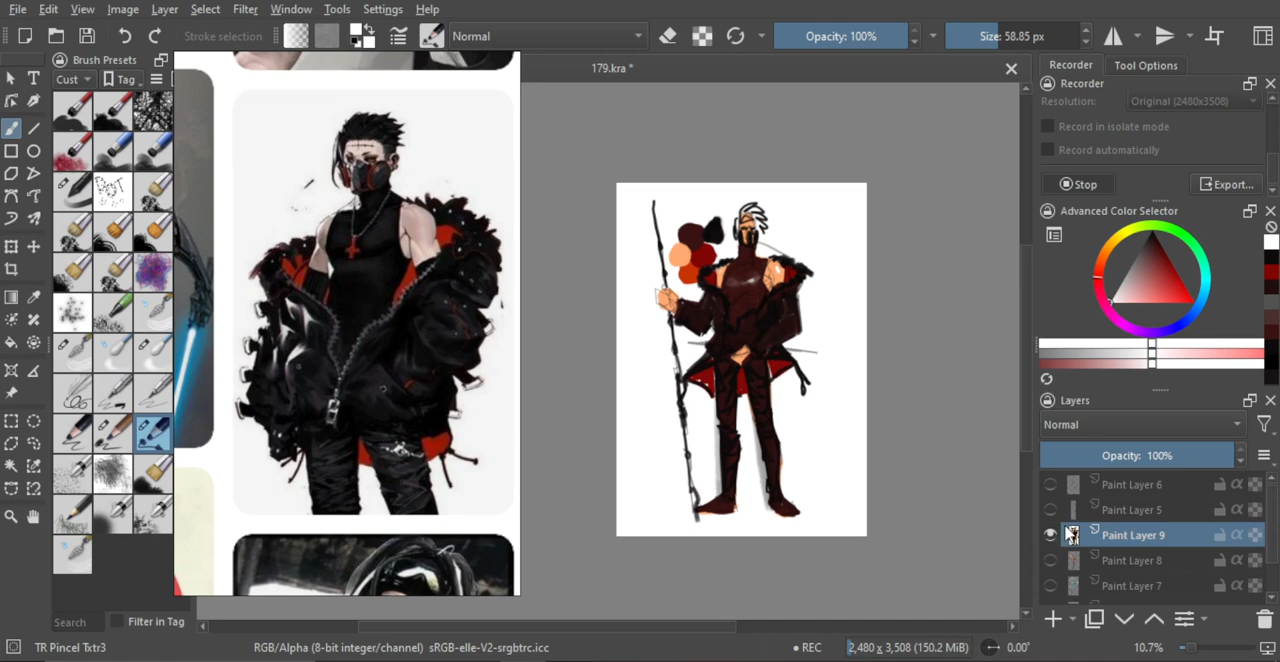 File Edit View Image Layer Select Filter Tools Settings Window Help
Stroke selection Normal Opacity: 100% Size: 58.85 px
Brush Presets
Cust Tag
179.kra *
Recorder Tool Options
Recorder
Resolution: Original (2480x3508)
Record in isolate mode
Record automatically
Stop Export...
Advanced Color Selector
Layers
Normal
Opacity: 100%
Paint Layer 6
Paint Layer 5
Paint Layer 9
Paint Layer 8
Paint Layer 7
Search Filter in Tag
TR Pincel Txtr3 RGB/Alpha (8-bit integer/channel) sRGB-elle-V2-srgbtrc.icc REC 2,480 x 3,508 (150.2 MiB) 0.00° 10.7%